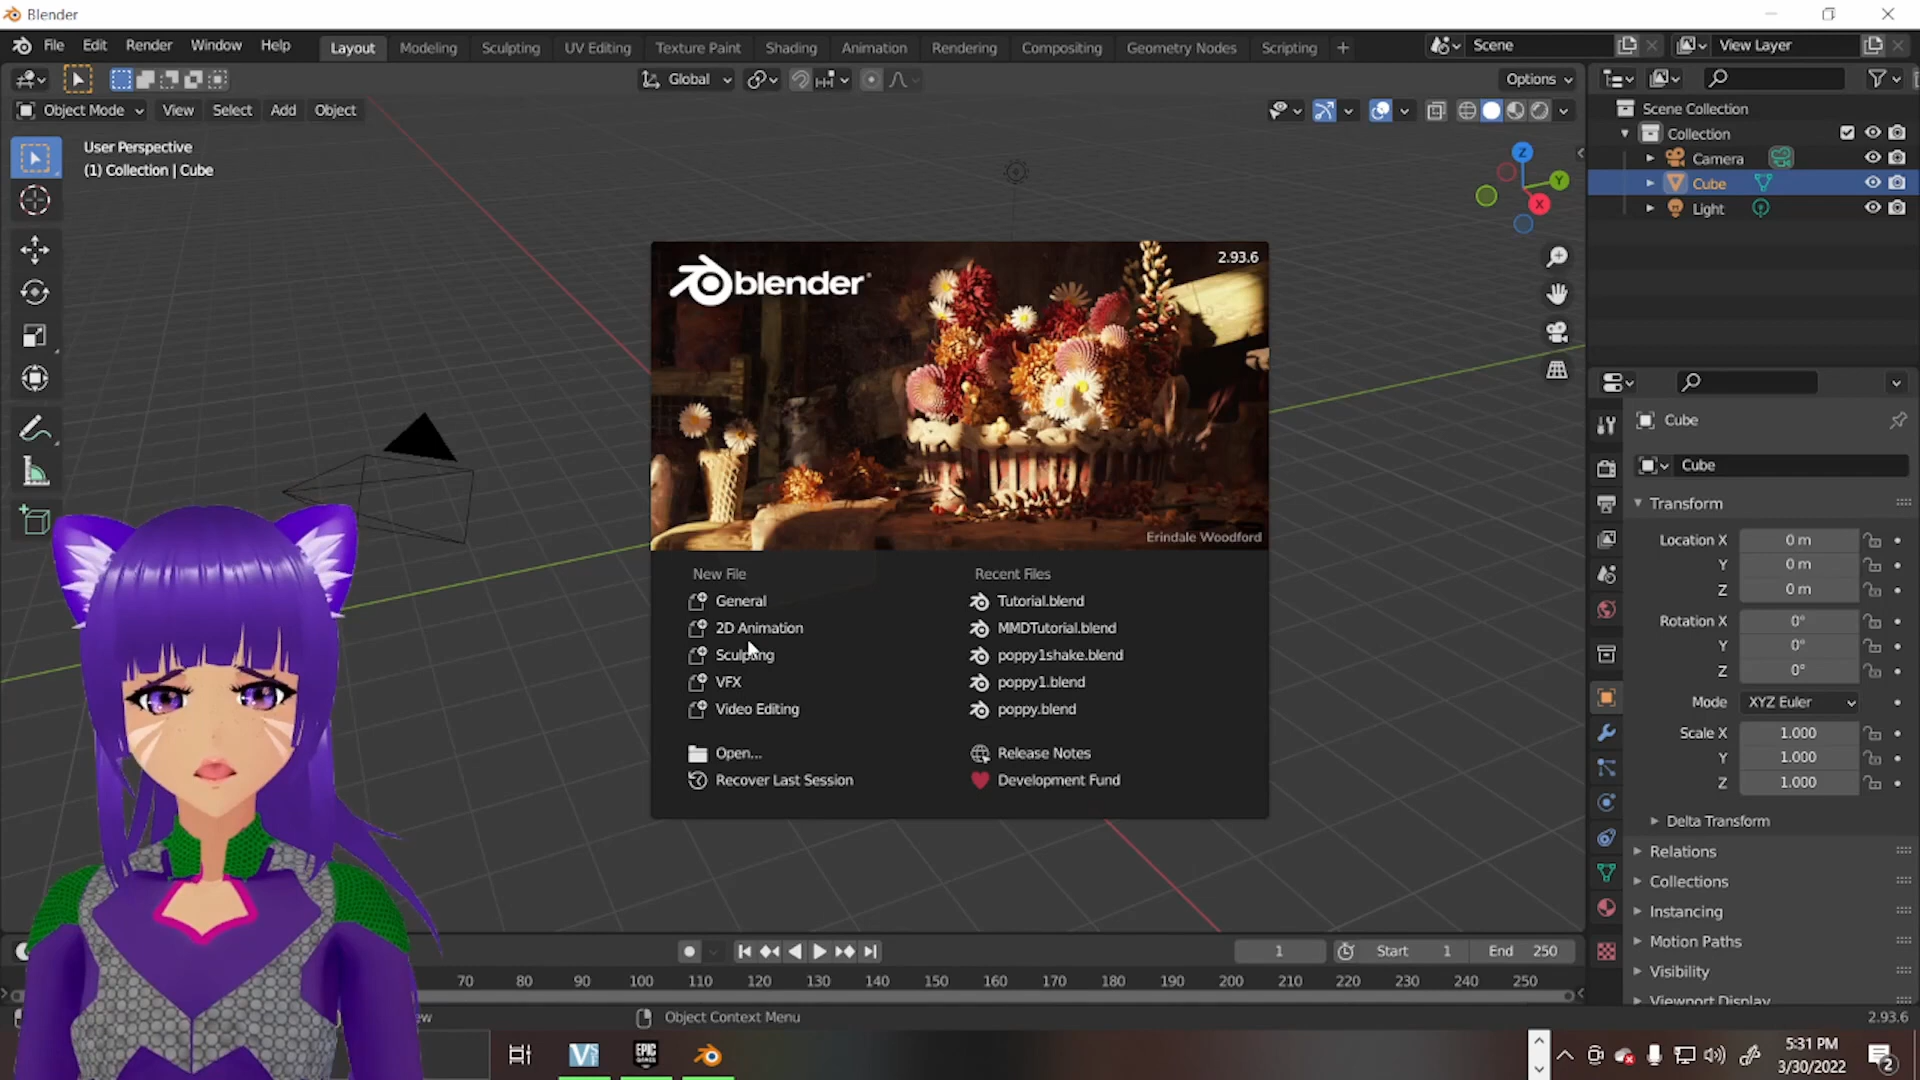 Blender
File Edit Render Window Help Layout Modeling Sculpting UV Editing Texture Paint Shading Animation Rendering Compositing Geometry Nodes Scripting + Scene View Layer
Global Options
Object Mode View Select Add Object
User Perspective
(1) Collection | Cube
Z
Y
X
Scene Collection
Collection
Camera
Cube
Light
blender
2.93.6
Erindale Woodford
New File
General
2D Animation
Sculpting
VFX
Video Editing
Open...
Recover Last Session
Recent Files
Tutorial.blend
MMDTutorial.blend
poppy1shake.blend
poppy1.blend
poppy.blend
Release Notes
Development Fund
Cube
Cube
Transform
Location X 0 m
Y 0 m
Z 0 m
Rotation X 0°
Y 0°
Z 0°
Mode XYZ Euler
Scale X 1.000
Y 1.000
Z 1.000
Delta Transform
Relations
Collections
Instancing
Motion Paths
Visibility
Viewport Display
1 Start 1 End 250
70 80 90 100 110 120 130 140 150 160 170 180 190 200 210 220 230 240 250
Object Context Menu
2.93.6
EPIC
GAMES
5:31 PM
3/30/2022
2